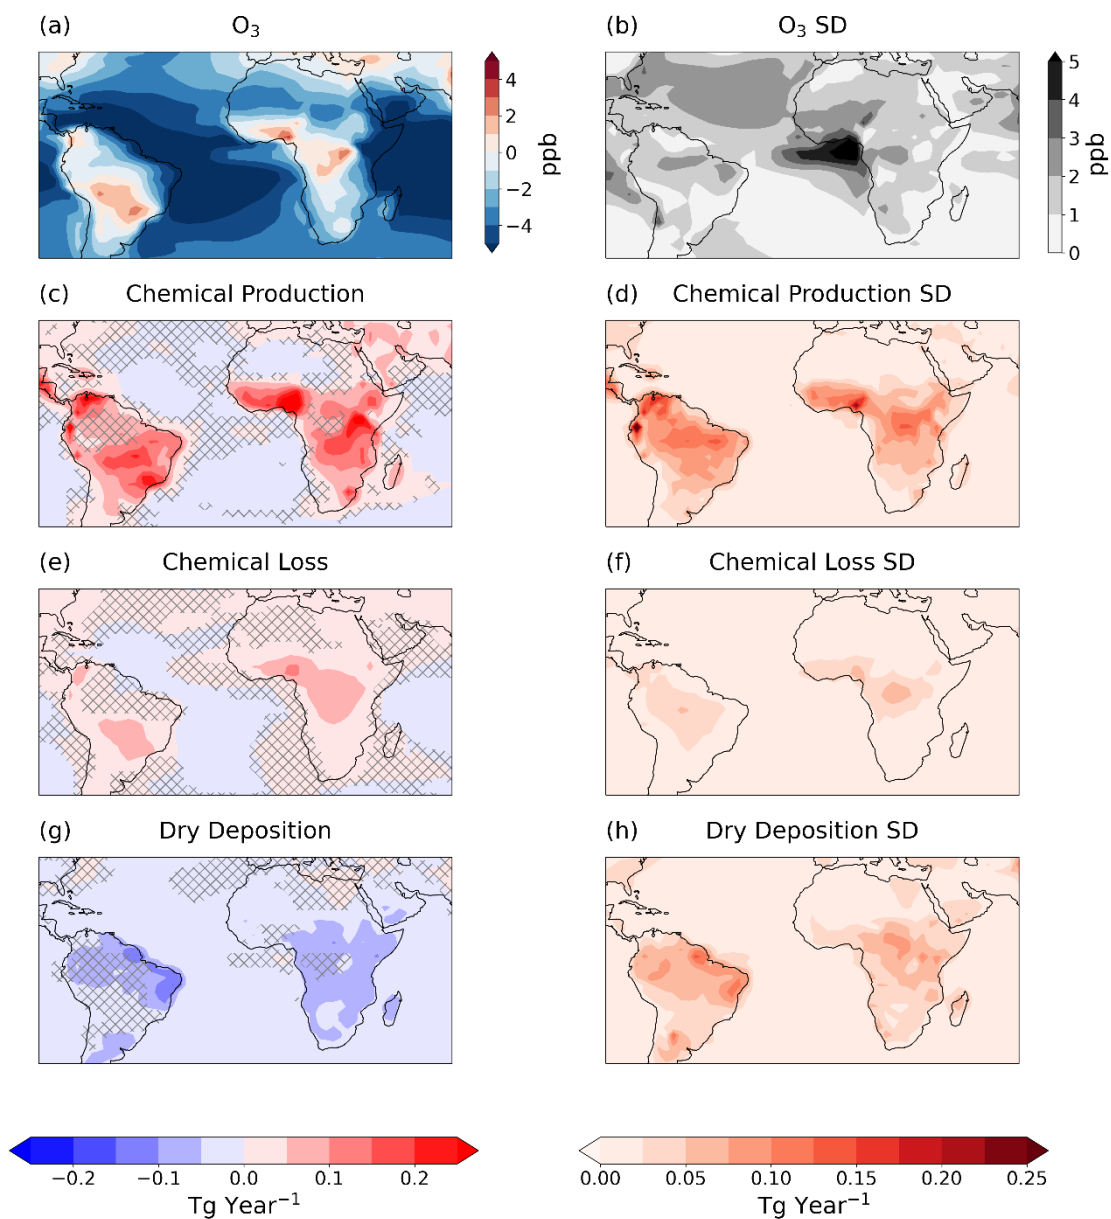 (a) O₃
(b) O₃ SD
4
2
0
−2
−4
ppb
5
4
3
2
1
0
ppb
(c) Chemical Production
(d) Chemical Production SD
(e) Chemical Loss
(f) Chemical Loss SD
(g) Dry Deposition
(h) Dry Deposition SD
−0.2 −0.1 0.0 0.1 0.2
Tg Year⁻¹
0.00 0.05 0.10 0.15 0.20 0.25
Tg Year⁻¹